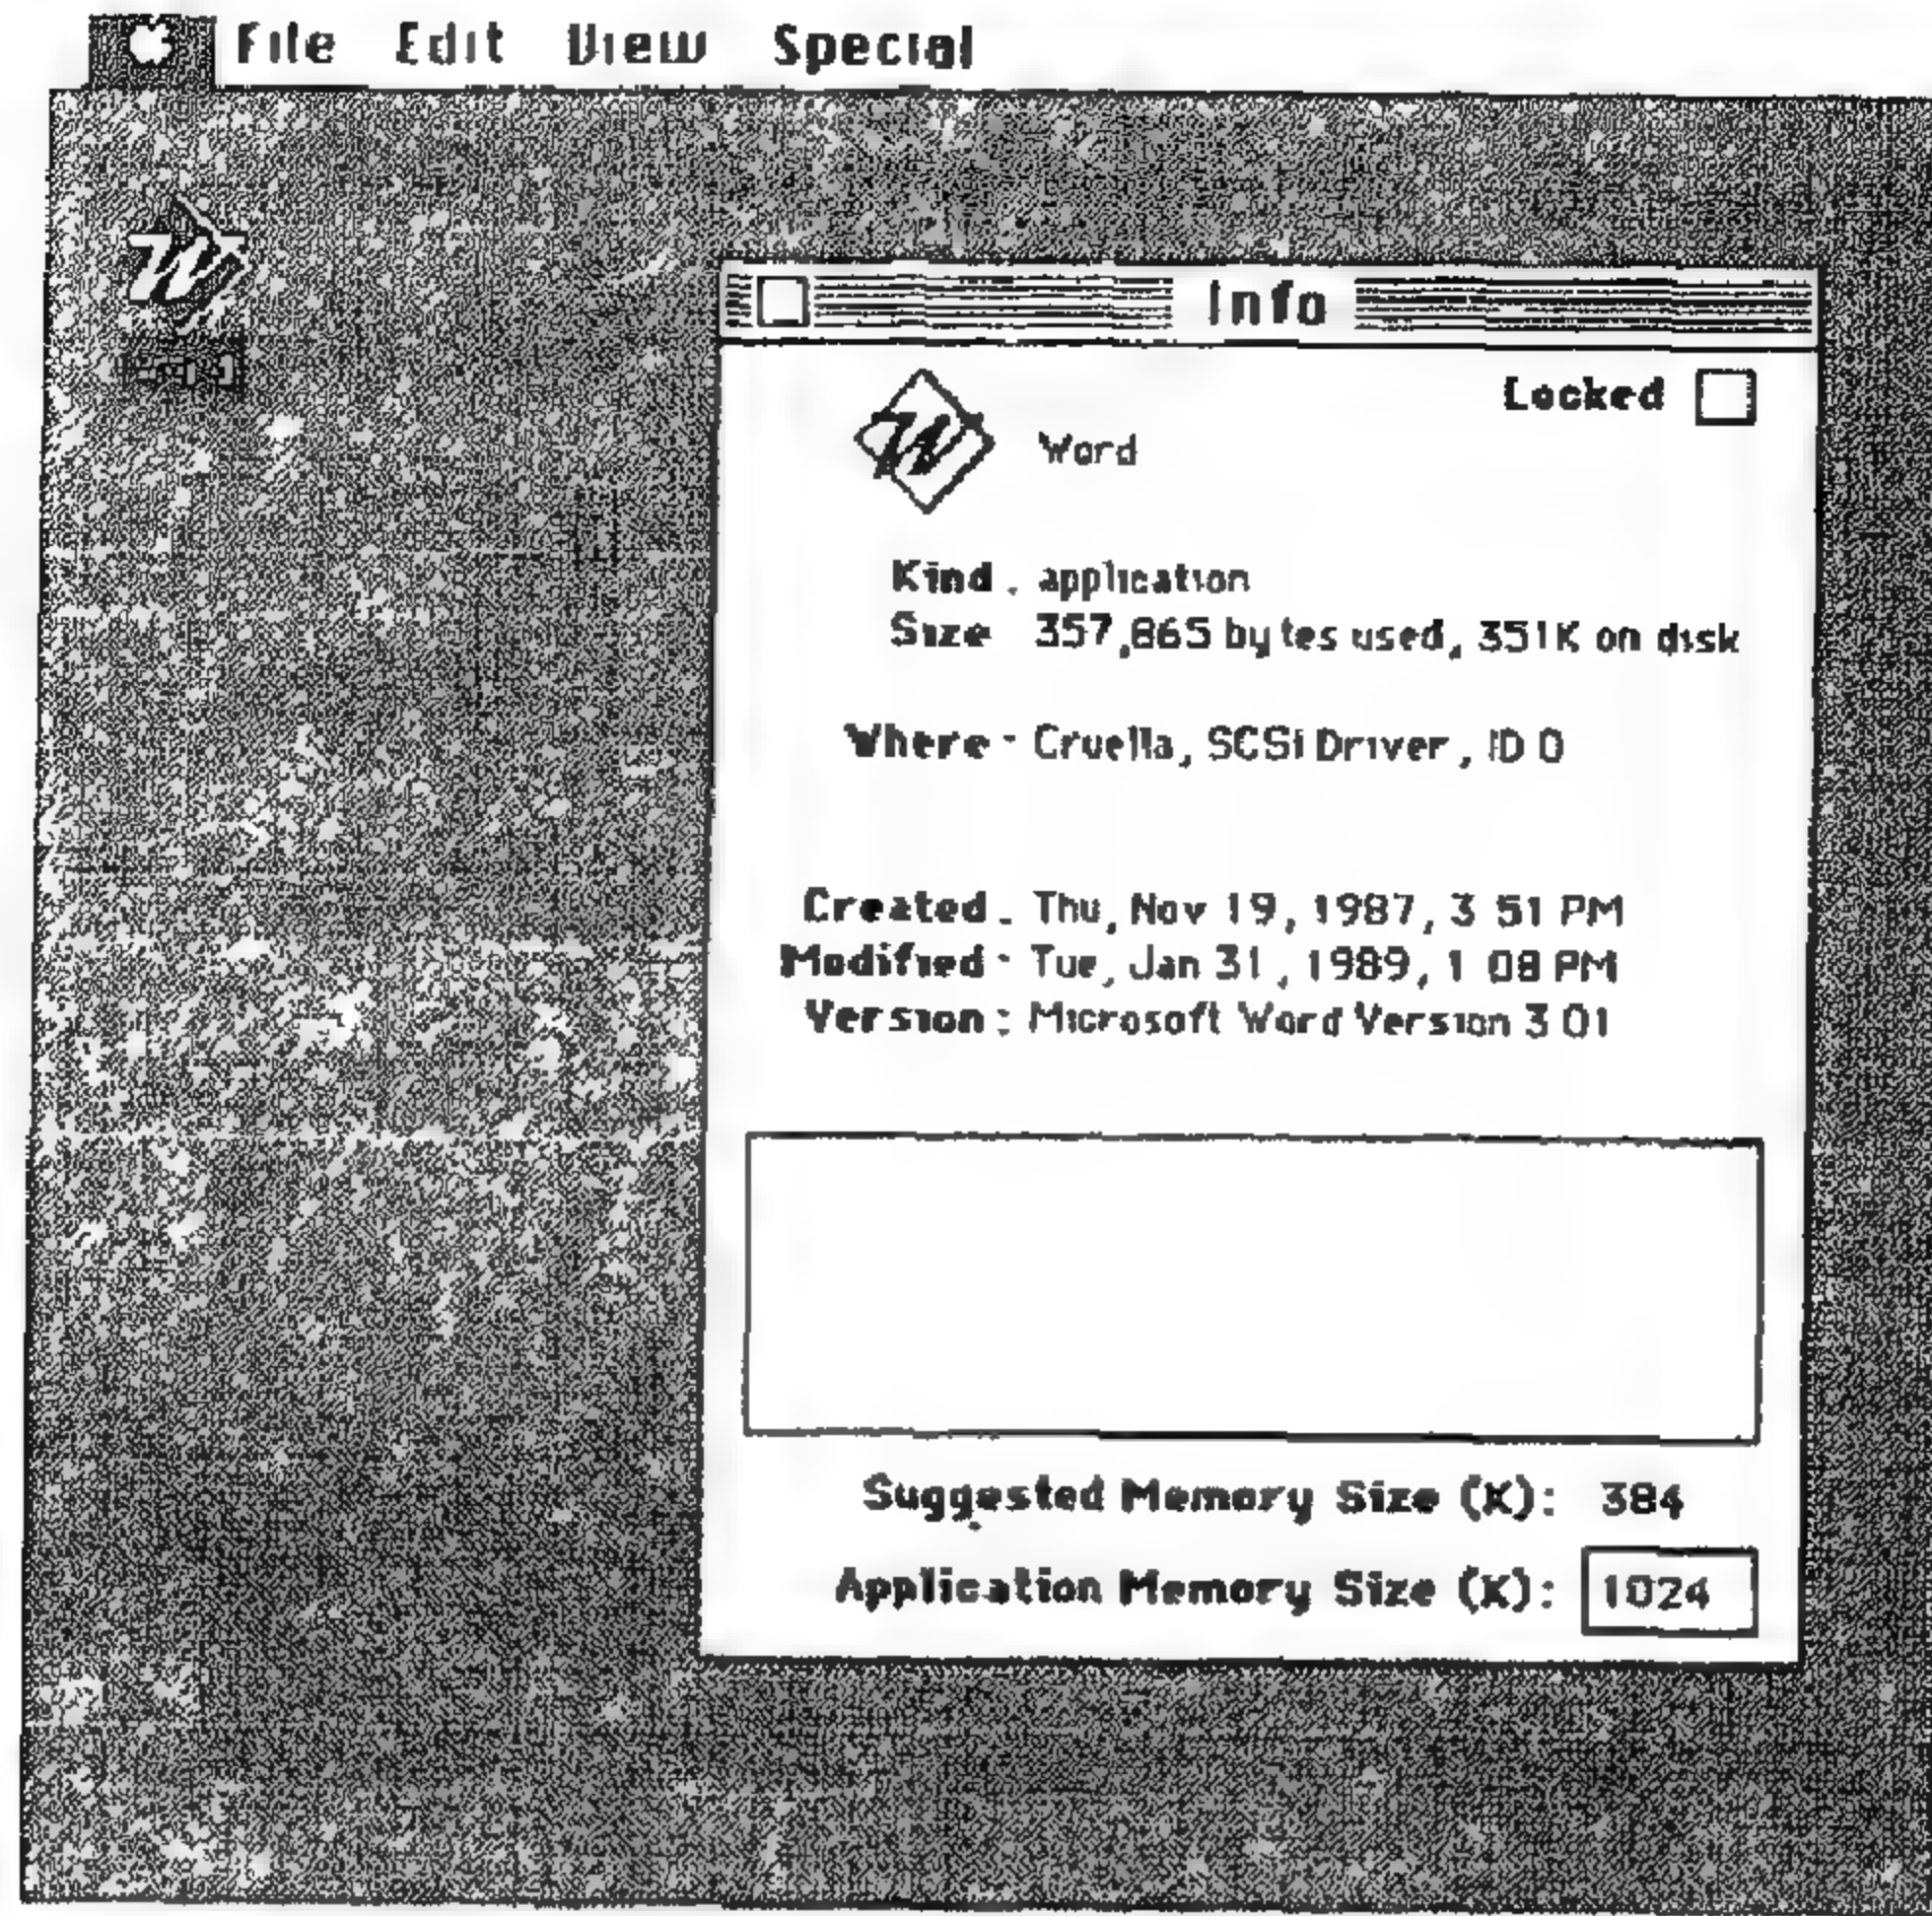 File Edit View Special
Info
Locked
Word
Kind . application
Size 357,865 bytes used, 351K on disk
Where - Cruella, SCSI Driver, ID 0
Created . Thu, Nov 19, 1987, 3 51 PM
Modified - Tue, Jan 31, 1989, 1 08 PM
Version : Microsoft Word Version 3 01
Suggested Memory Size (K): 384
Application Memory Size (K): 1024